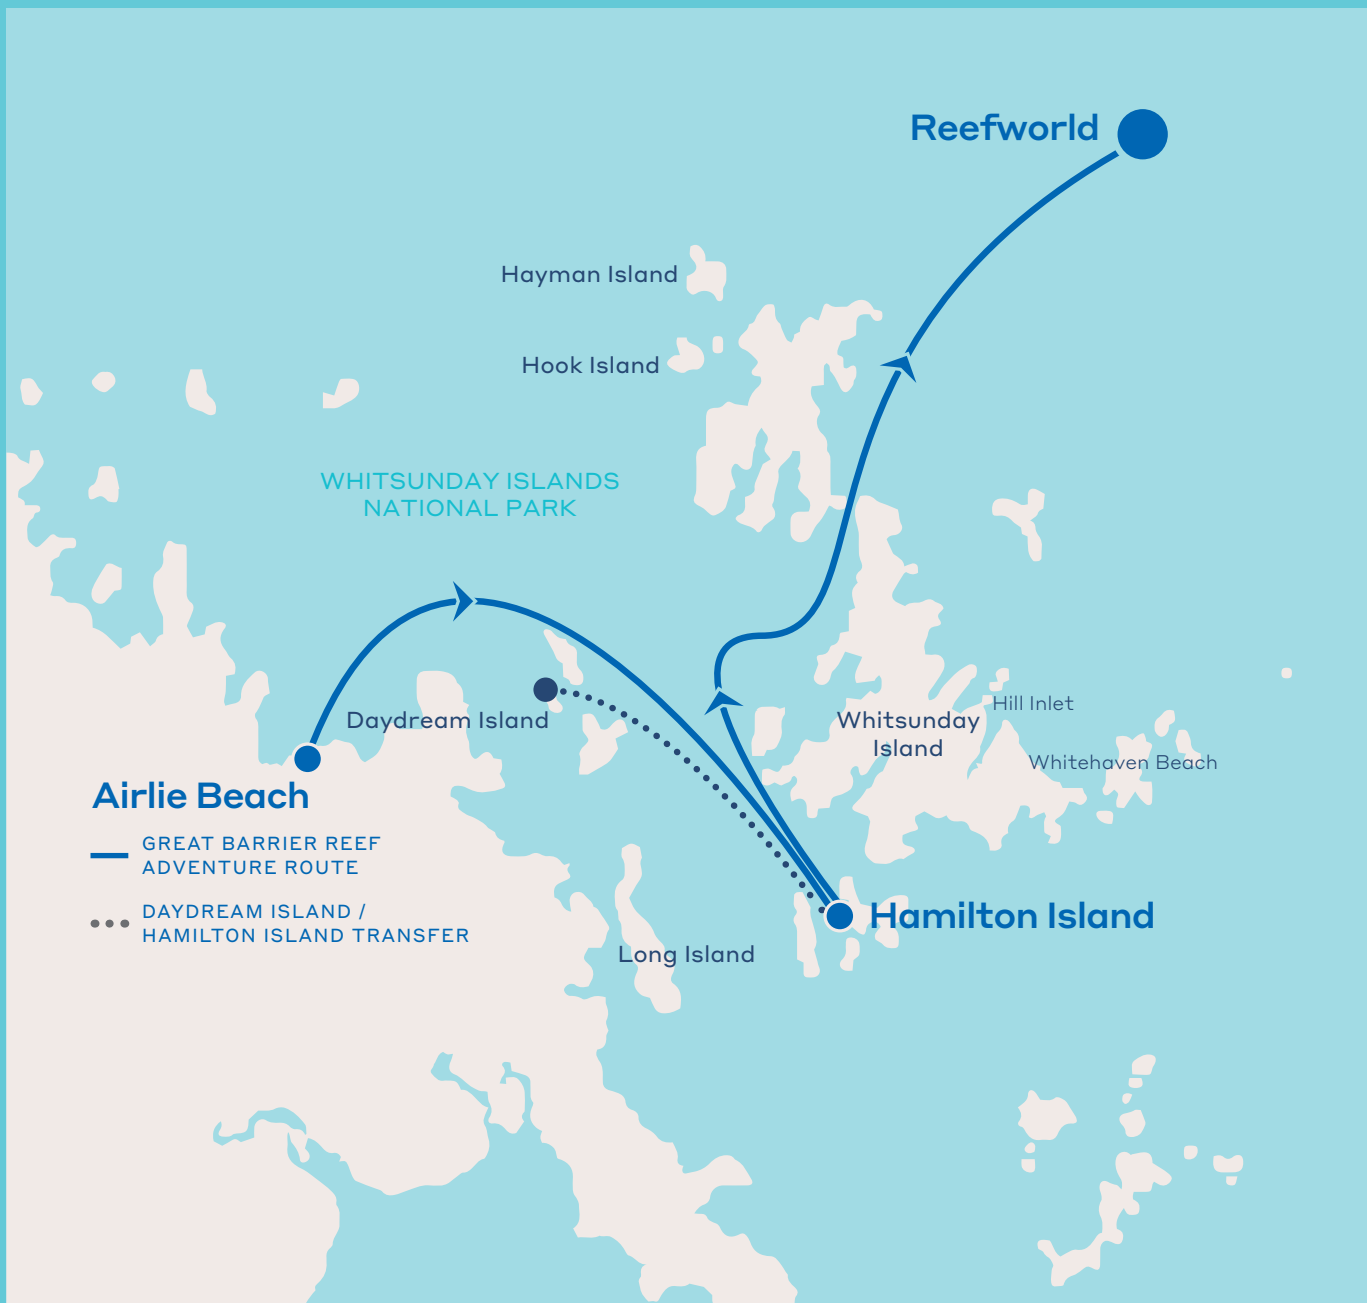 Reefworld
Hayman Island
Hook Island
WHITSUNDAY ISLANDS
NATIONAL PARK
Hill Inlet
Daydream Island
Whitsunday
Island
Whitehaven Beach
Airlie Beach
GREAT BARRIER REEF
ADVENTURE ROUTE
DAYDREAM ISLAND /
HAMILTON ISLAND TRANSFER
Hamilton Island
Long Island